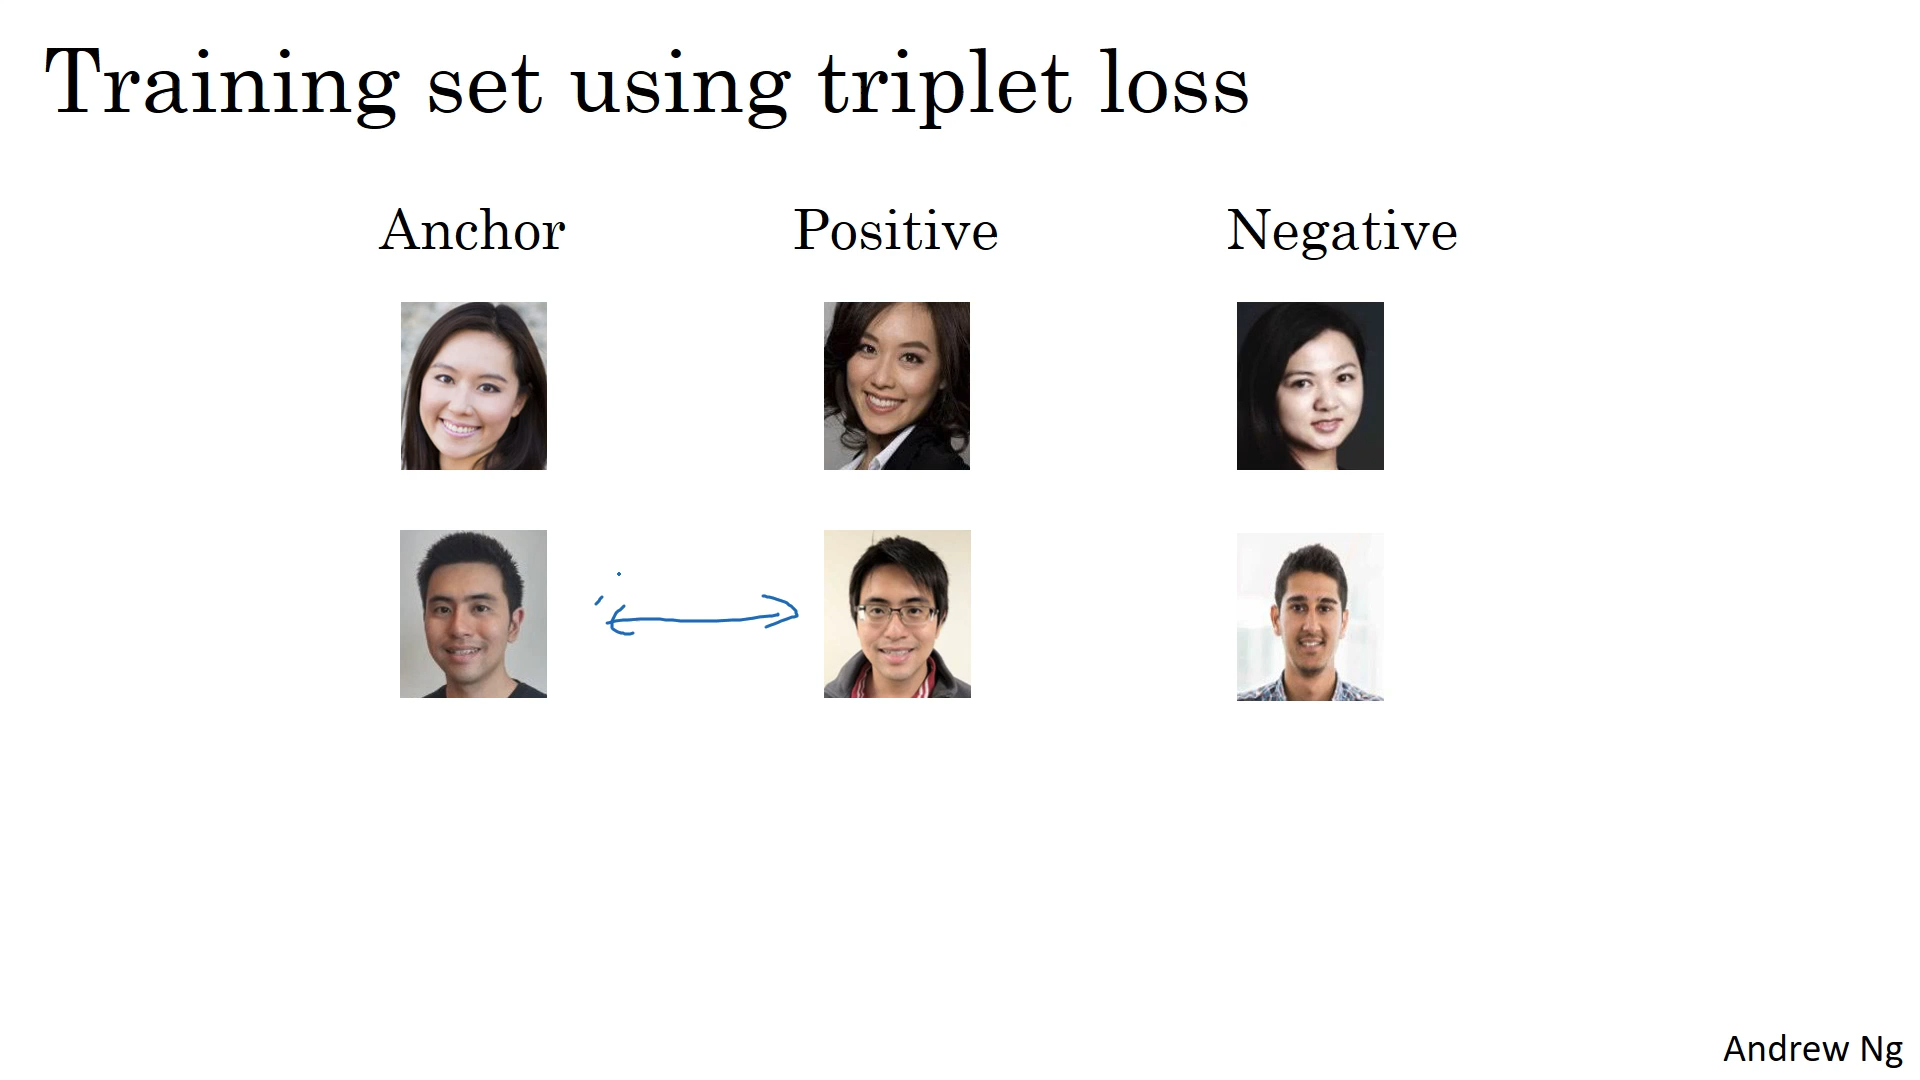 Training set using triplet loss
Anchor Positive Negative
Andrew Ng